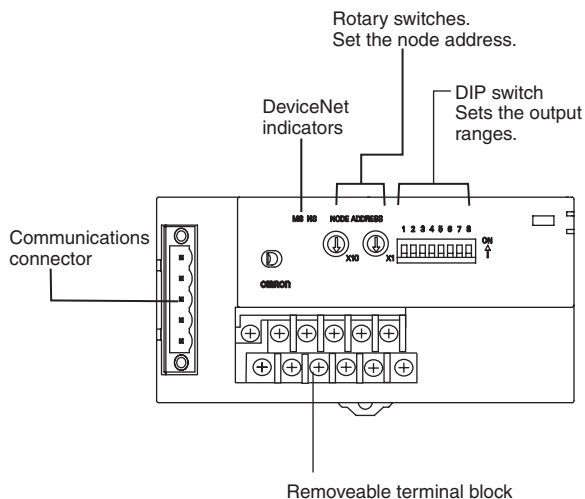 Rotary switches.
Set the node address.
DIP switch
Sets the output
ranges.
DeviceNet
indicators
MS NS NODE ADDRESS
1 2 3 4 5 6 7 8
ON
X10 X1
OMRON
Communications
connector
Removeable terminal block